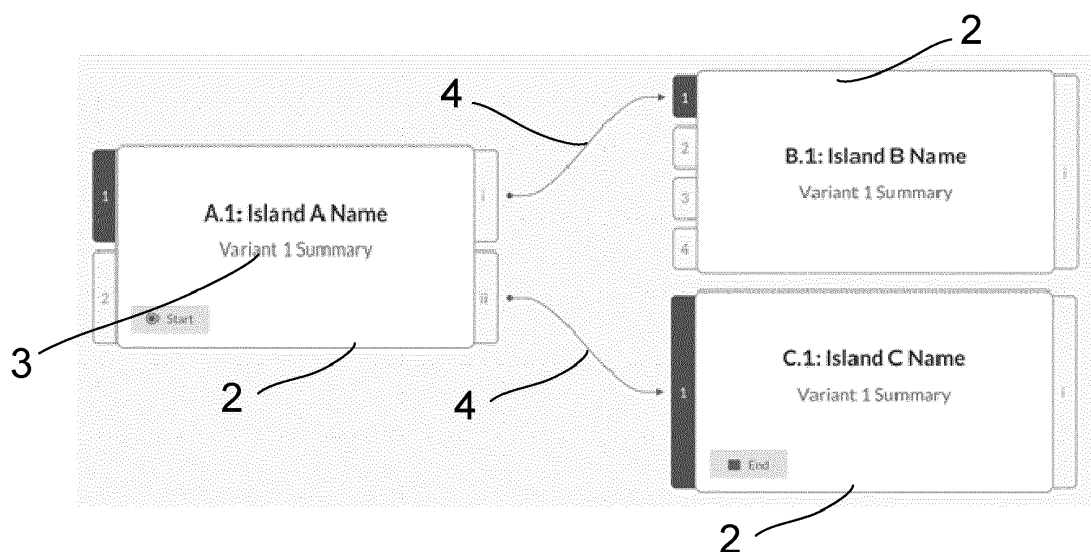 2
4
1
2
3
4
B.1: Island B Name
Variant 1 Summary
i
1
2
A.1: Island A Name
Variant 1 Summary
Start
i
ii
3
2
4
1
C.1: Island C Name
Variant 1 Summary
End
i
2